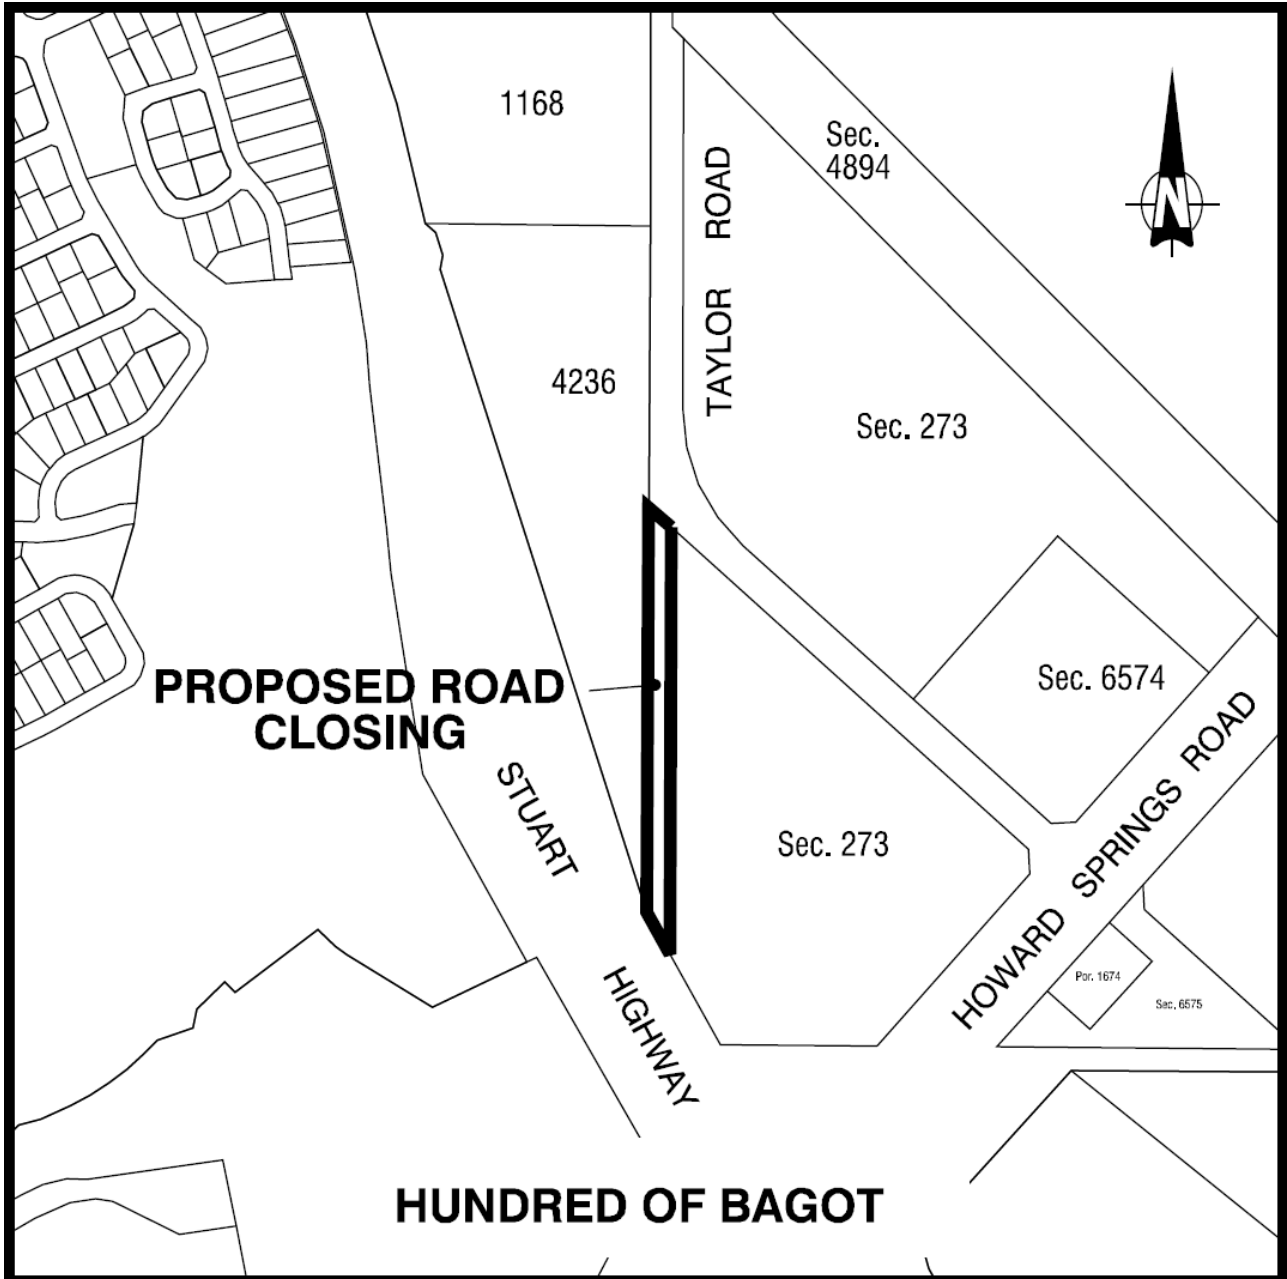 1168
Sec.
4894
N
TAYLOR ROAD
4236
Sec. 273
Sec. 6574
PROPOSED ROAD
CLOSING
STUART
HIGHWAY
Sec. 273
HOWARD SPRINGS ROAD
Por. 1674
Sec. 6575
HUNDRED OF BAGOT